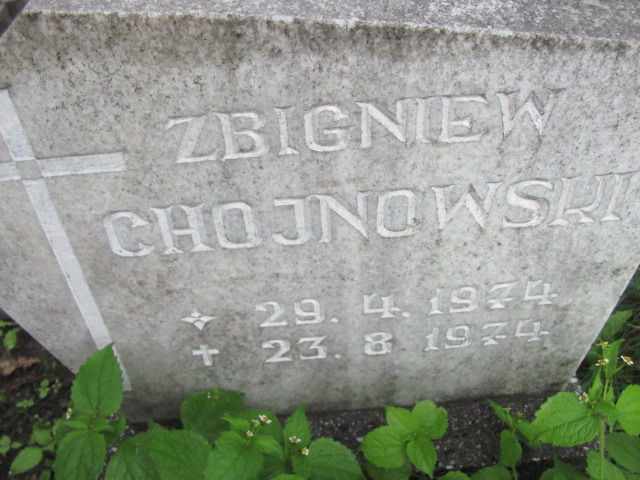 ZBIGNIEW
CHOJNOWSKI
✧ 29. 4. 1974
✝ 23. 8. 1974